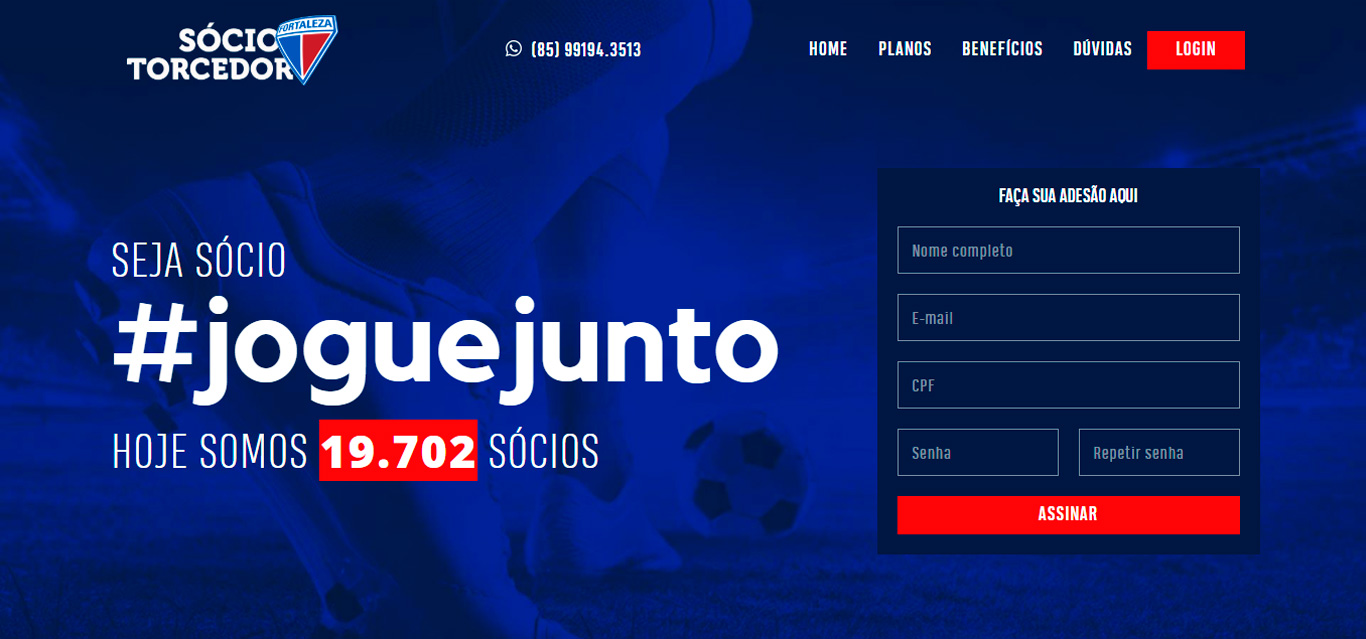 SÓCIO
TORCEDOR
FORTALEZA
(85) 99194.3513
HOME
PLANOS
BENEFÍCIOS
DÚVIDAS
LOGIN
SEJA SÓCIO
#joguejunto
HOJE SOMOS 19.702 SÓCIOS
FAÇA SUA ADESÃO AQUI
Nome completo
E-mail
CPF
Senha
Repetir senha
ASSINAR